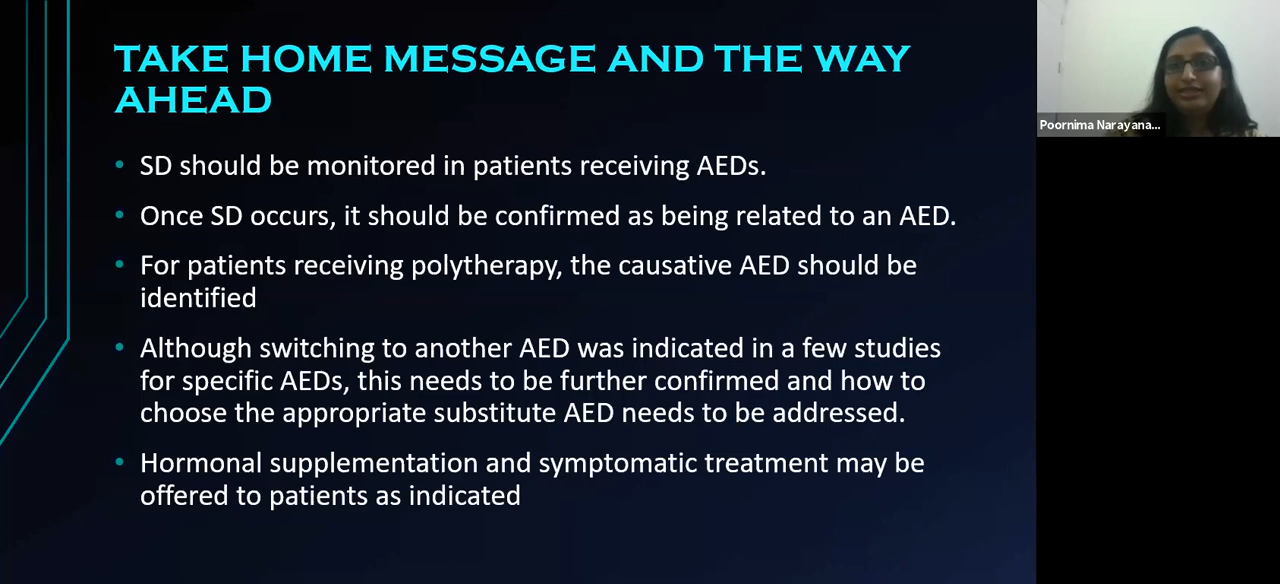 TAKE HOME MESSAGE AND THE WAY
AHEAD
• SD should be monitored in patients receiving AEDs.
• Once SD occurs, it should be confirmed as being related to an AED.
• For patients receiving polytherapy, the causative AED should be
identified
• Although switching to another AED was indicated in a few studies
for specific AEDs, this needs to be further confirmed and how to
choose the appropriate substitute AED needs to be addressed.
• Hormonal supplementation and symptomatic treatment may be
offered to patients as indicated
Poornima Narayana...